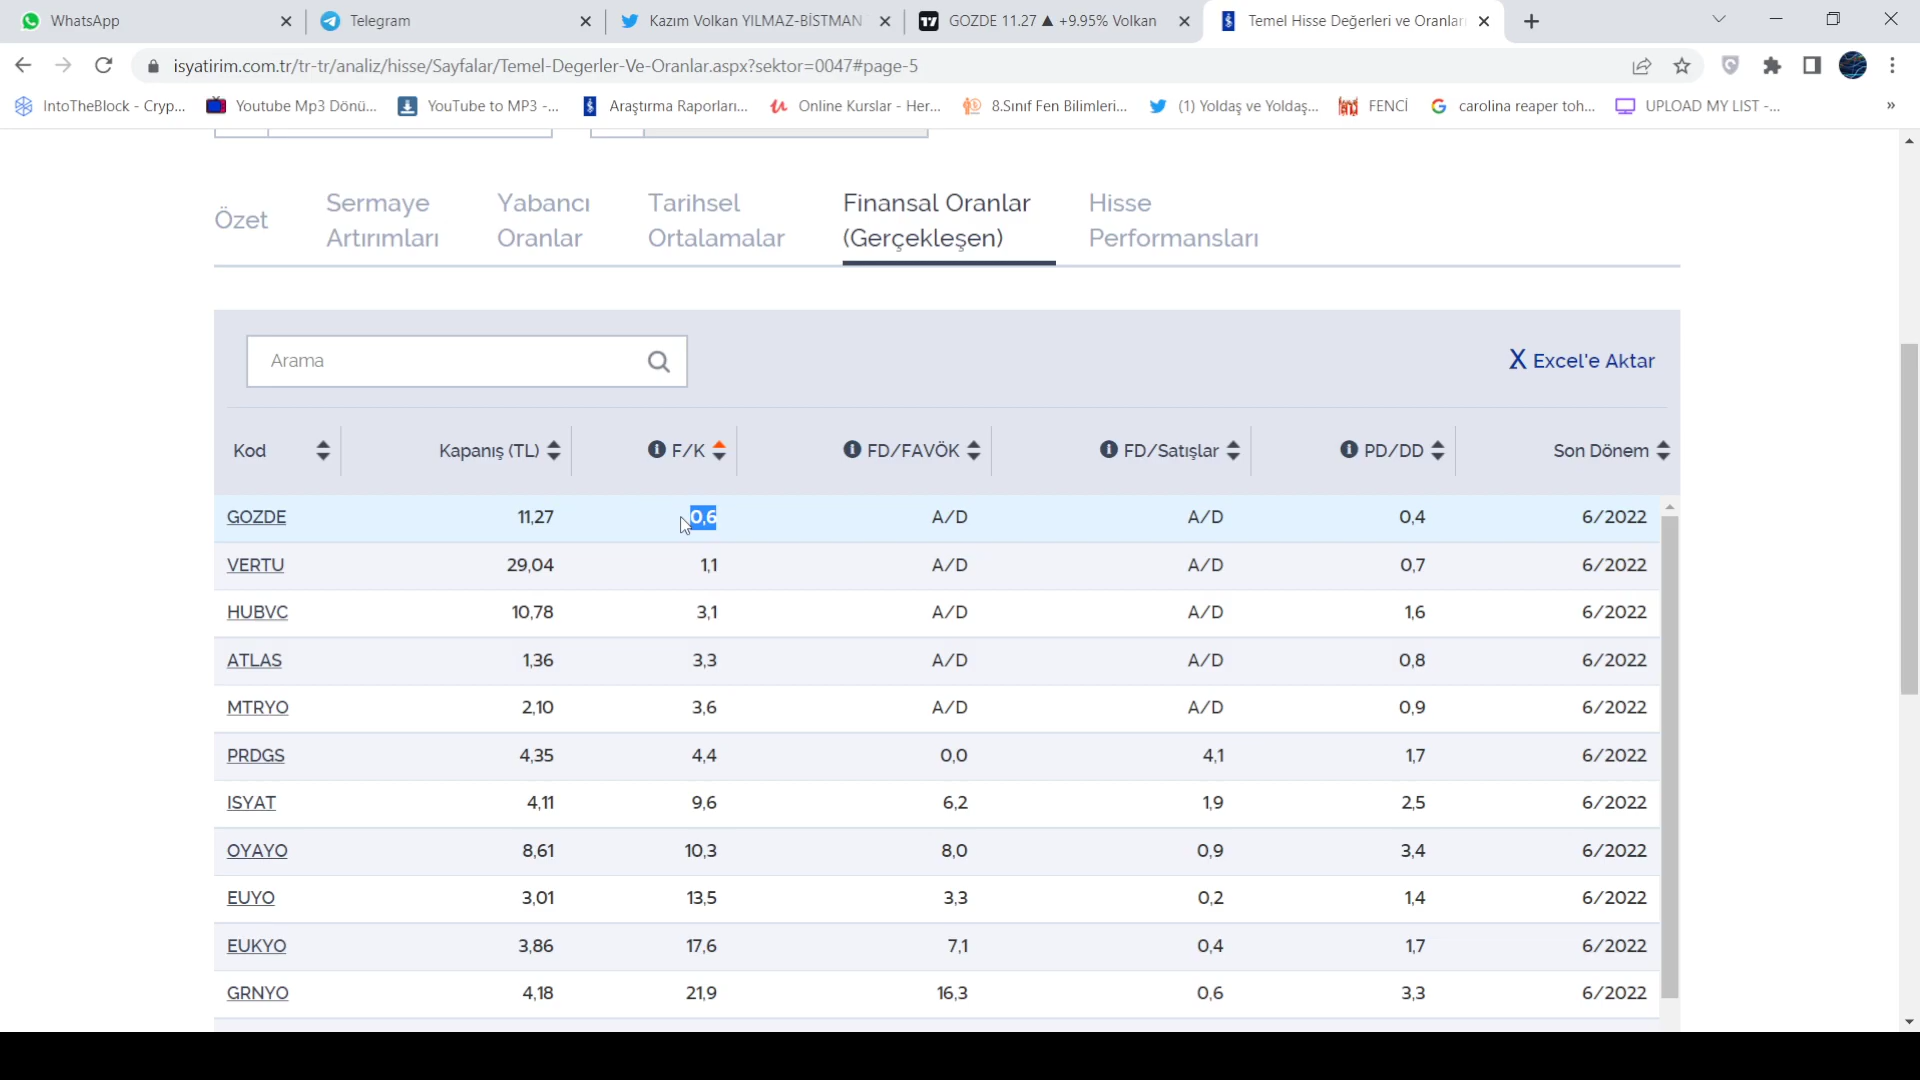 WhatsApp
Telegram
Kazım Volkan YILMAZ-BİSTMAN
GOZDE 11.27 ▲ +9.95% Volkan
Temel Hisse Değerleri ve Oranlar
isyatirim.com.tr/tr-tr/analiz/hisse/Sayfalar/Temel-Degerler-Ve-Oranlar.aspx?sektor=0047#page-5
IntoTheBlock - Cryp...
Youtube Mp3 Dönü...
YouTube to MP3 -...
Araştırma Raporları...
Online Kurslar - Her...
8.Sınıf Fen Bilimleri...
(1) Yoldaş ve Yoldaş...
FENCİ
carolina reaper toh...
UPLOAD MY LIST -...
»
Özet
Sermaye Artırımları
Yabancı Oranlar
Tarihsel Ortalamalar
Finansal Oranlar (Gerçekleşen)
Hisse Performansları
Arama
X Excel'e Aktar
Kod Kapanış (TL) F/K FD/FAVÖK FD/Satışlar PD/DD Son Dönem
GOZDE 11,27 0,6 A/D A/D 0,4 6/2022
VERTU 29,04 1,1 A/D A/D 0,7 6/2022
HUBVC 10,78 3,1 A/D A/D 1,6 6/2022
ATLAS 1,36 3,3 A/D A/D 0,8 6/2022
MTRYO 2,10 3,6 A/D A/D 0,9 6/2022
PRDGS 4,35 4,4 0,0 4,1 1,7 6/2022
ISYAT 4,11 9,6 6,2 1,9 2,5 6/2022
OYAYO 8,61 10,3 8,0 0,9 3,4 6/2022
EUYO 3,01 13,5 3,3 0,2 1,4 6/2022
EUKYO 3,86 17,6 7,1 0,4 1,7 6/2022
GRNYO 4,18 21,9 16,3 0,6 3,3 6/2022